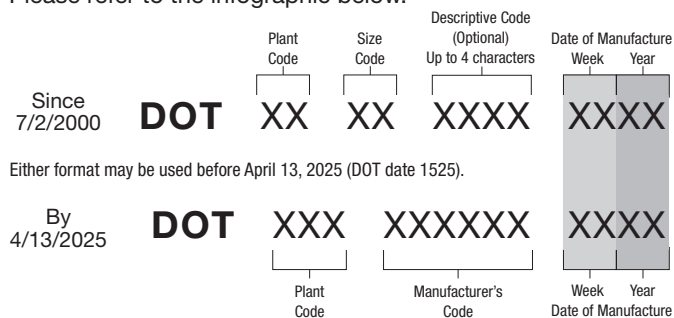 Please refer to the infographic below.
Plant Code
Size Code
Descriptive Code (Optional) Up to 4 characters
Date of Manufacture
Week Year
Since 7/2/2000
DOT XX XX XXXX XXXX
Either format may be used before April 13, 2025 (DOT date 1525).
By 4/13/2025
DOT XXX XXXXXX XXXX
Plant Code
Manufacturer's Code
Week Year
Date of Manufacture